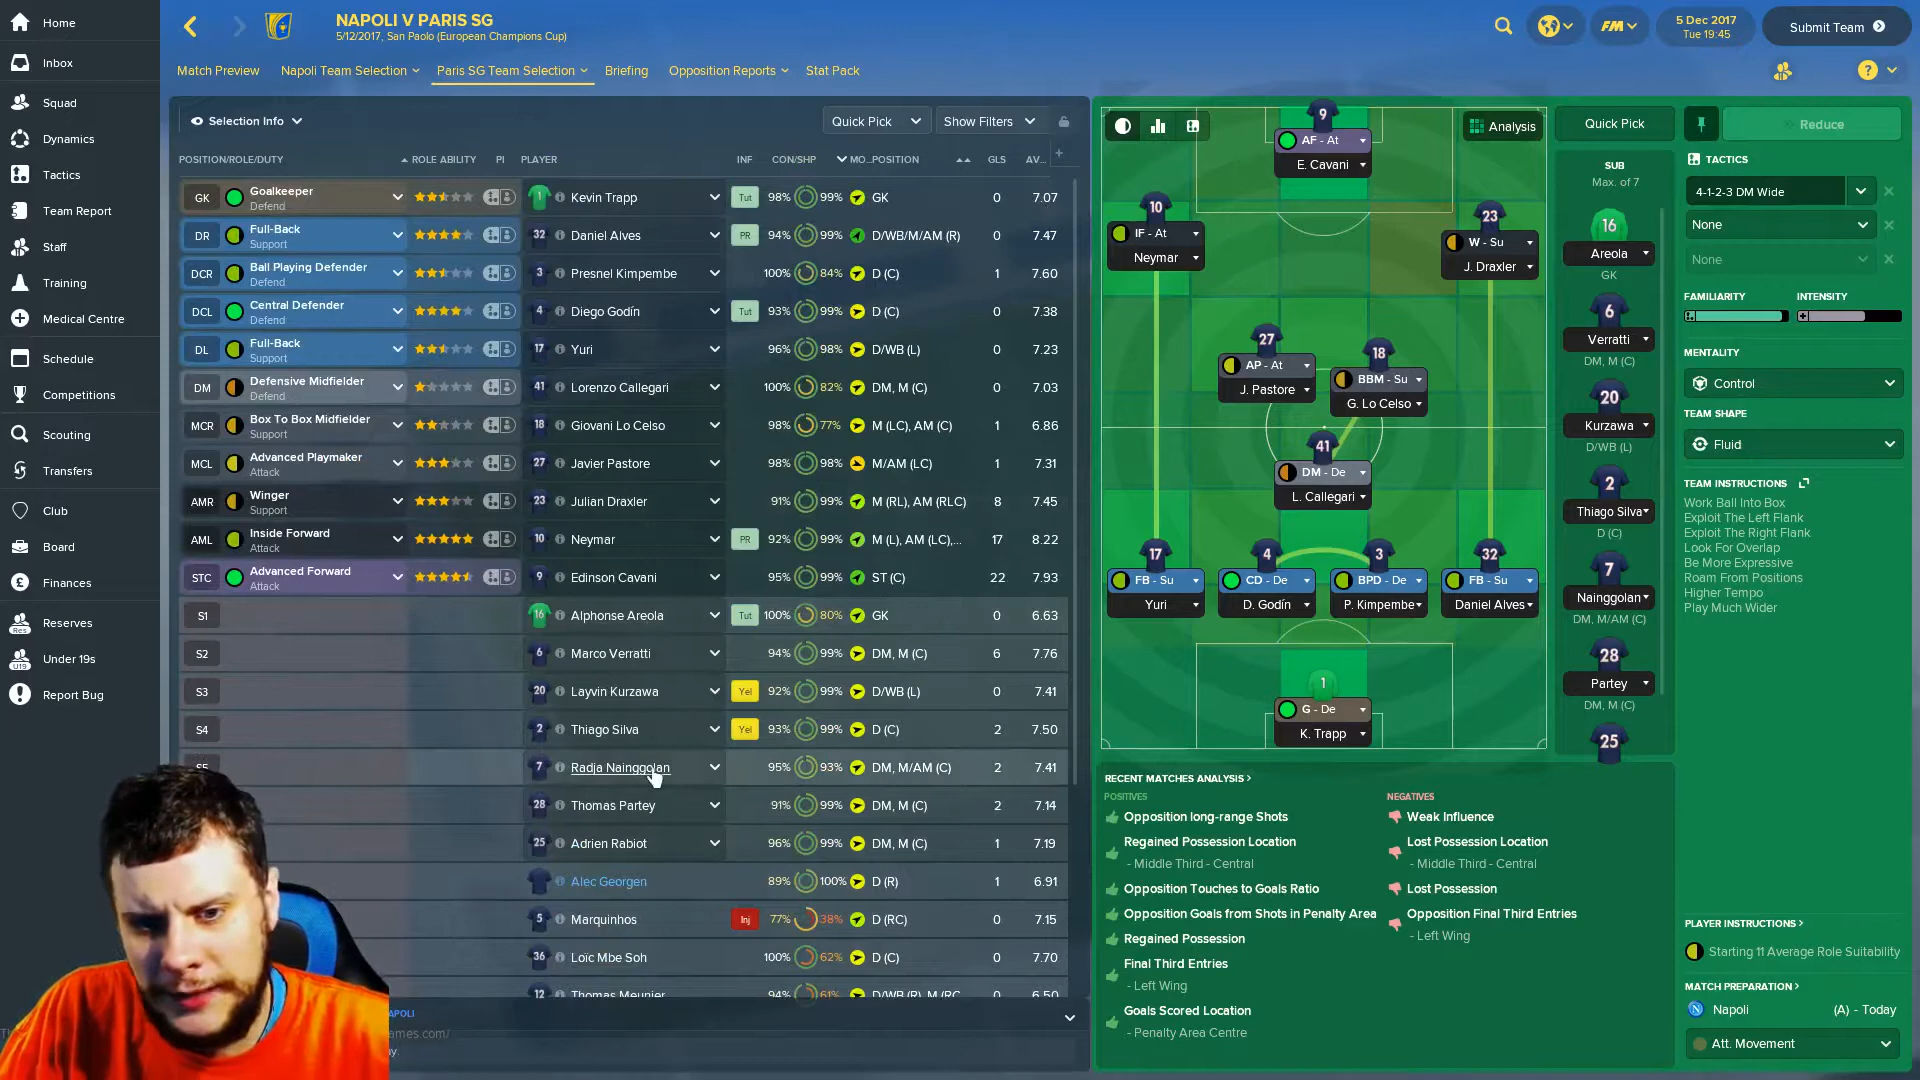 Home
Inbox
Squad
Dynamics
Tactics
Team Report
Staff
Training
Medical Centre
Schedule
Competitions
Scouting
Transfers
Club
Board
Finances
Reserves
Under 19s
Report Bug
NAPOLI V PARIS SG
5/12/2017, San Paolo (European Champions Cup)
FM
5 Dec 2017
Tue 19:45
Submit Team
Match Preview
Napoli Team Selection
Paris SG Team Selection
Briefing
Opposition Reports
Stat Pack
?
Selection Info
Quick Pick
Show Filters
POSITION/ROLE/DUTY ROLE ABILITY PI PLAYER INF CON/SHP MO... POSITION GLS AV...
GK Goalkeeper Defend 1 Kevin Trapp Tut 98% 99% GK 0 7.07
DR Full-Back Support 32 Daniel Alves PR 94% 99% D/WB/M/AM (R) 0 7.47
DCR Ball Playing Defender Defend 3 Presnel Kimpembe 100% 84% D (C) 1 7.60
DCL Central Defender Defend 4 Diego Godín Tut 93% 99% D (C) 1 7.38
DL Full-Back Support 17 Yuri 96% 98% D/WB (L) 0 7.23
DM Defensive Midfielder Defend 41 Lorenzo Callegari 100% 82% DM, M (C) 0 7.03
MCR Box To Box Midfielder Support 18 Giovani Lo Celso 98% 77% M (LC), AM (C) 1 6.86
MCL Advanced Playmaker Attack 27 Javier Pastore 98% 98% M/AM (LC) 1 7.31
AMR Winger Support 23 Julian Draxler 91% 99% M (RL), AM (RLC) 8 7.45
AML Inside Forward Attack 10 Neymar PR 92% 99% M (L), AM (LC),... 17 8.22
STC Advanced Forward Attack 9 Edinson Cavani 95% 99% ST (C) 22 7.93
S1 16 Alphonse Areola Tut 100% 80% GK 0 6.63
S2 6 Marco Verratti 94% 99% DM, M (C) 6 7.76
S3 20 Layvin Kurzawa Yel 92% 99% D/WB (L) 0 7.41
S4 2 Thiago Silva Yel 93% 99% D (C) 2 7.50
S5 7 Radja Nainggolan 95% 93% DM, M/AM (C) 2 7.41
28 Thomas Partey 91% 99% DM, M (C) 2 7.14
25 Adrien Rabiot 96% 99% DM, M (C) 1 7.19
Alec Georgen 89% 100% D (R) 1 6.91
5 Marquinhos Inj 77% 38% D (RC) 0 7.15
36 Loïc Mbe Soh 100% 62% D (C) 0 7.70
12 Thomas Meunier 94% 61% D/WB (R), M (RC 0 6.50
APOLI
ames.com/
Analysis
9
AF - At
E. Cavani
10
IF - At
Neymar
23
W - Su
J. Draxler
27
AP - At
J. Pastore
18
BBM - Su
G. Lo Celso
41
DM - De
L. Callegari
17
FB - Su
Yuri
4
CD - De
D. Godín
3
BPD - De
P. Kimpembe
32
FB - Su
Daniel Alves
1
G - De
K. Trapp
Quick Pick
SUB
Max. of 7
16
Areola
GK
6
Verratti
DM, M (C)
20
Kurzawa
D/WB (L)
2
Thiago Silva
D (C)
7
Nainggolan
DM, M/AM (C)
28
Partey
DM, M (C)
25
Reduce
TACTICS
4-1-2-3 DM Wide
None
None
FAMILIARITY
INTENSITY
MENTALITY
Control
TEAM SHAPE
Fluid
TEAM INSTRUCTIONS
Work Ball Into Box
Exploit The Left Flank
Exploit The Right Flank
Look For Overlap
Be More Expressive
Roam From Positions
Higher Tempo
Play Much Wider
PLAYER INSTRUCTIONS >
Starting 11 Average Role Suitability
MATCH PREPARATION >
Napoli (A) - Today
Att. Movement
RECENT MATCHES ANALYSIS >
POSITIVES
Opposition long-range Shots
Regained Possession Location
- Middle Third - Central
Opposition Touches to Goals Ratio
Opposition Goals from Shots in Penalty Area
Regained Possession
Final Third Entries
- Left Wing
Goals Scored Location
- Penalty Area Centre
NEGATIVES
Weak Influence
Lost Possession Location
- Middle Third - Central
Lost Possession
Opposition Final Third Entries
- Left Wing